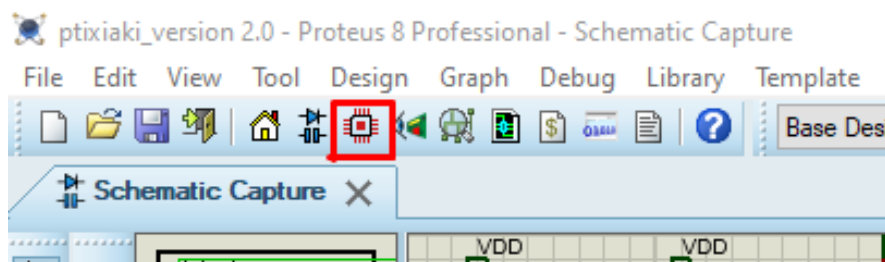 ptixiaki_version 2.0 - Proteus 8 Professional - Schematic Capture
File Edit View Tool Design Graph Debug Library Template
$ ? Base Des
Schematic Capture
VDD VDD